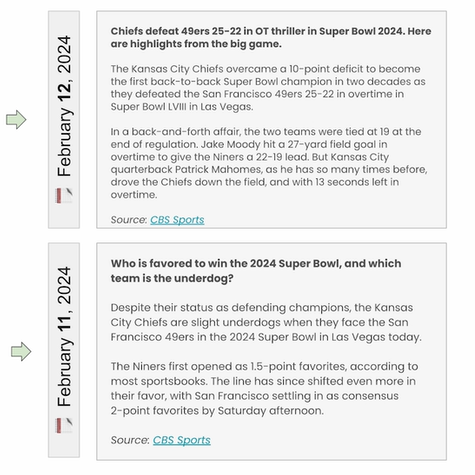 February 12, 2024
Chiefs defeat 49ers 25-22 in OT thriller in Super Bowl 2024. Here
are highlights from the big game.
The Kansas City Chiefs overcame a 10-point deficit to become
the first back-to-back Super Bowl champion in two decades as
they defeated the San Francisco 49ers 25-22 in overtime in
Super Bowl LVIII in Las Vegas.
In a back-and-forth affair, the two teams were tied at 19 at the
end of regulation. Jake Moody hit a 27-yard field goal in
overtime to give the Niners a 22-19 lead. But Kansas City
quarterback Patrick Mahomes, as he has so many times before,
drove the Chiefs down the field, and with 13 seconds left in
overtime.
Source: CBS Sports
February 11, 2024
Who is favored to win the 2024 Super Bowl, and which
team is the underdog?
Despite their status as defending champions, the Kansas
City Chiefs are slight underdogs when they face the San
Francisco 49ers in the 2024 Super Bowl in Las Vegas today.
The Niners first opened as 1.5-point favorites, according to
most sportsbooks. The line has since shifted even more in
their favor, with San Francisco settling in as consensus
2-point favorites by Saturday afternoon.
Source: CBS Sports